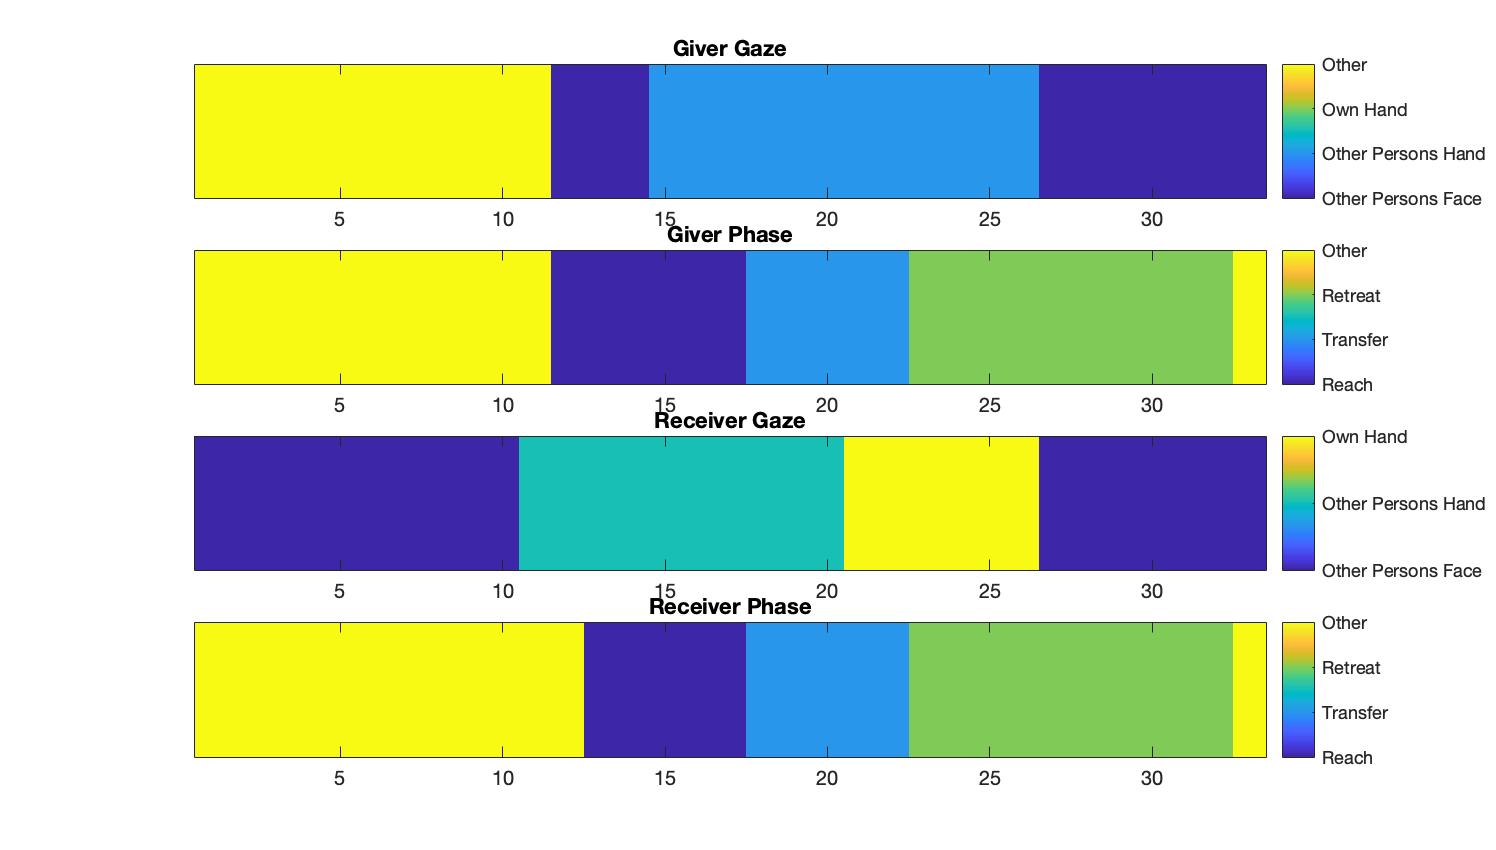 Giver Gaze
Other
Own Hand
Other Persons Hand
Other Persons Face
5 10 15 20 25 30
Giver Phase
Other
Retreat
Transfer
Reach
5 10 15 20 25 30
Receiver Gaze
Own Hand
Other Persons Hand
Other Persons Face
5 10 15 20 25 30
Receiver Phase
Other
Retreat
Transfer
Reach
5 10 15 20 25 30